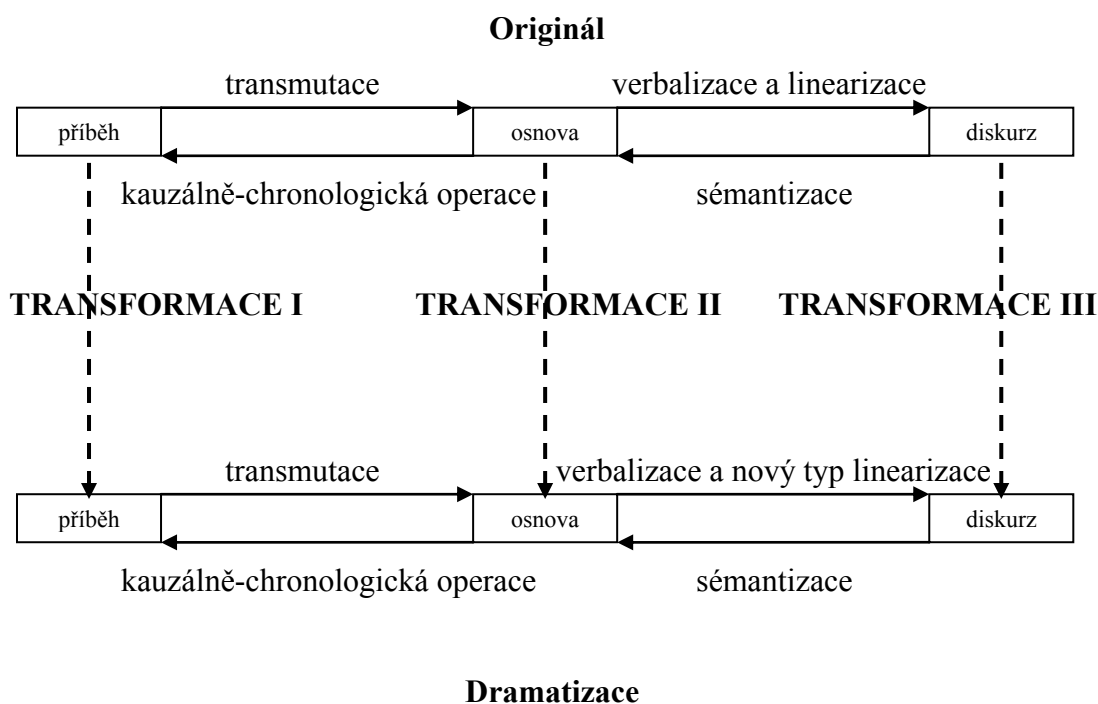 Originál
transmutace verbalizace a linearizace
příběh osnova diskurz
kauzálně-chronologická operace sémantizace
TRANSFORMACE I TRANSFORMACE II TRANSFORMACE III
transmutace verbalizace a nový typ linearizace
příběh osnova diskurz
kauzálně-chronologická operace sémantizace
Dramatizace